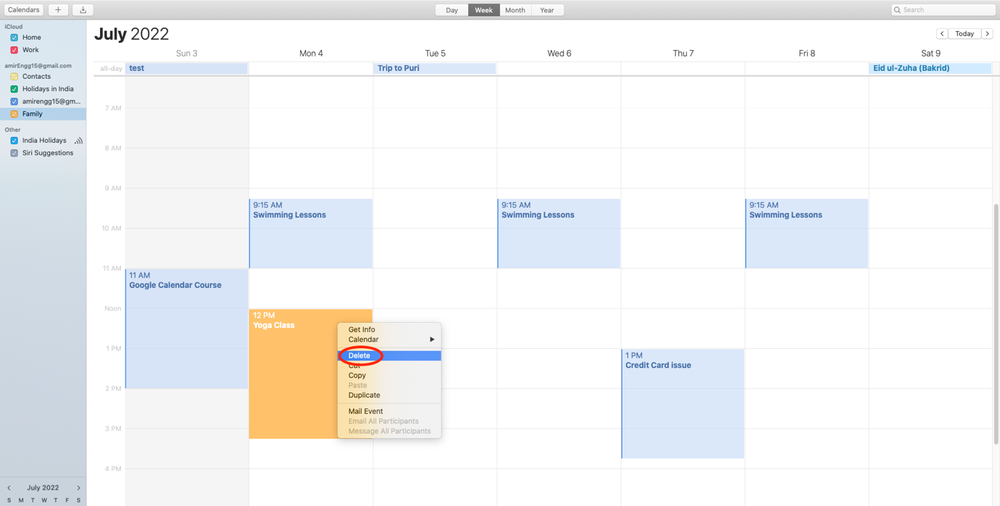 Calendars
+
Day
Week
Month
Year
Search
iCloud
Home
Work
amirEngg15@gmail.com
Contacts
Holidays in India
amirengg15@gm...
Family
Other
India Holidays
Siri Suggestions
July 2022
Today
Sun 3
Mon 4
Tue 5
Wed 6
Thu 7
Fri 8
Sat 9
all-day
test
Trip to Puri
Eid ul-Zuha (Bakrid)
7 AM
8 AM
9 AM
10 AM
11 AM
Noon
1 PM
2 PM
3 PM
4 PM
11 AM
Google Calendar Course
9:15 AM
Swimming Lessons
12 PM
Yoga Class
9:15 AM
Swimming Lessons
1 PM
Credit Card issue
9:15 AM
Swimming Lessons
Get Info
Calendar
Delete
Cut
Copy
Paste
Duplicate
Mail Event
Email All Participants
Message All Participants
July 2022
S M T W T F S